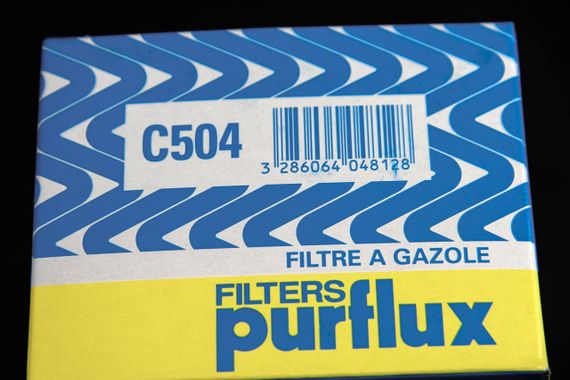 C504
3 286064 048128
FILTRE A GAZOLE
FILTERS
purflux